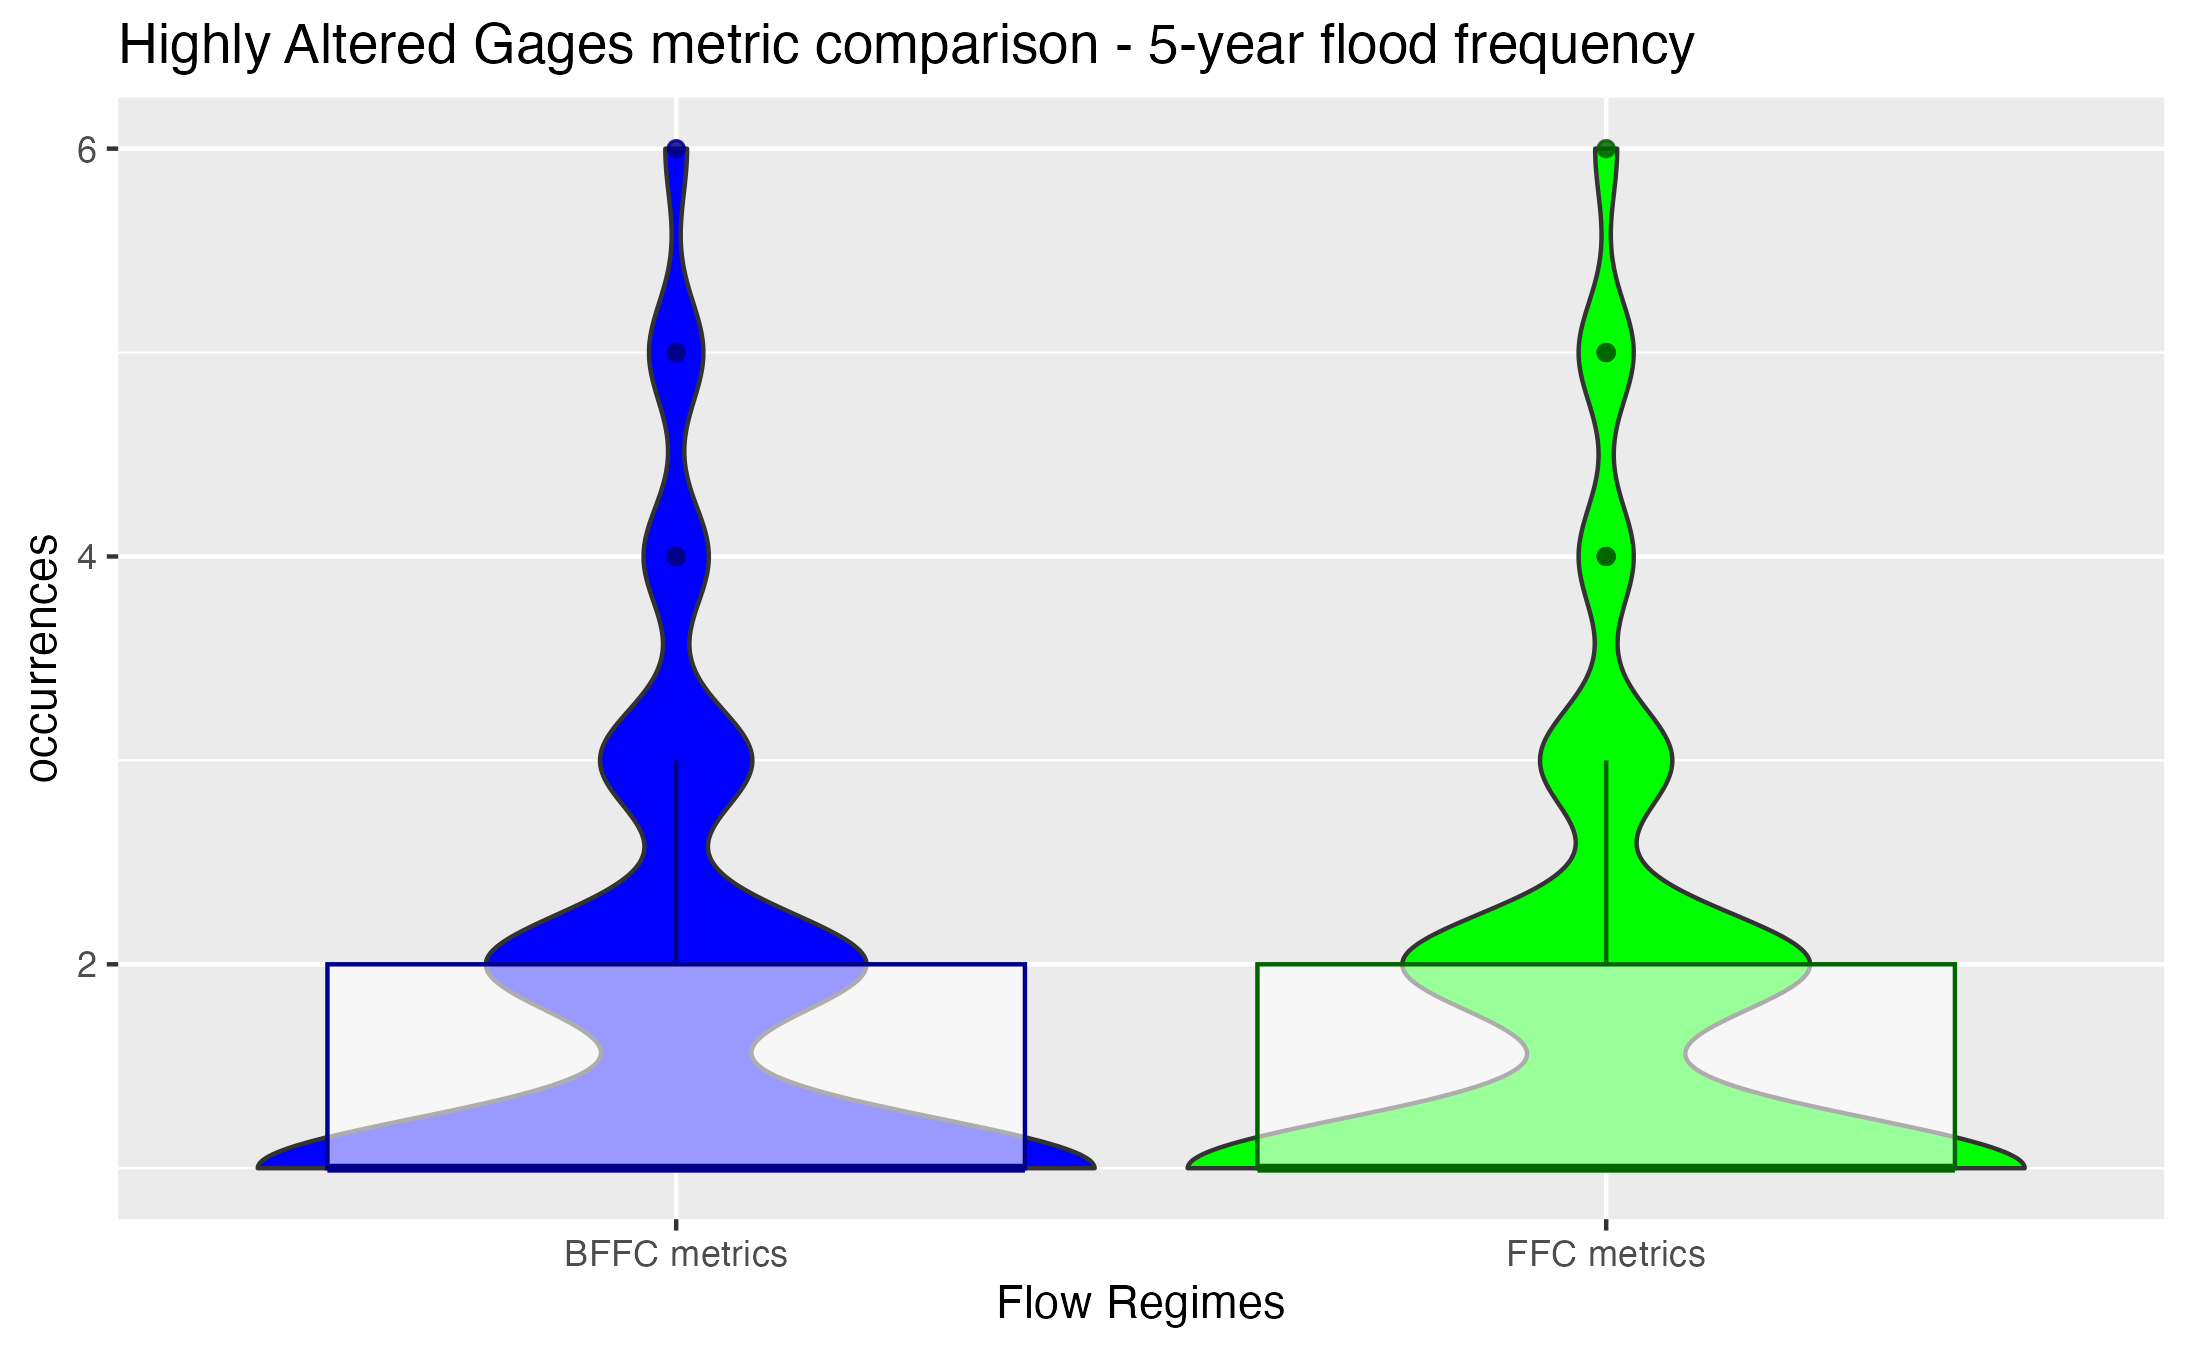 Highly Altered Gages metric comparison - 5-year flood frequency
6
4
2
occurrences
BFFC metrics
FFC metrics
Flow Regimes